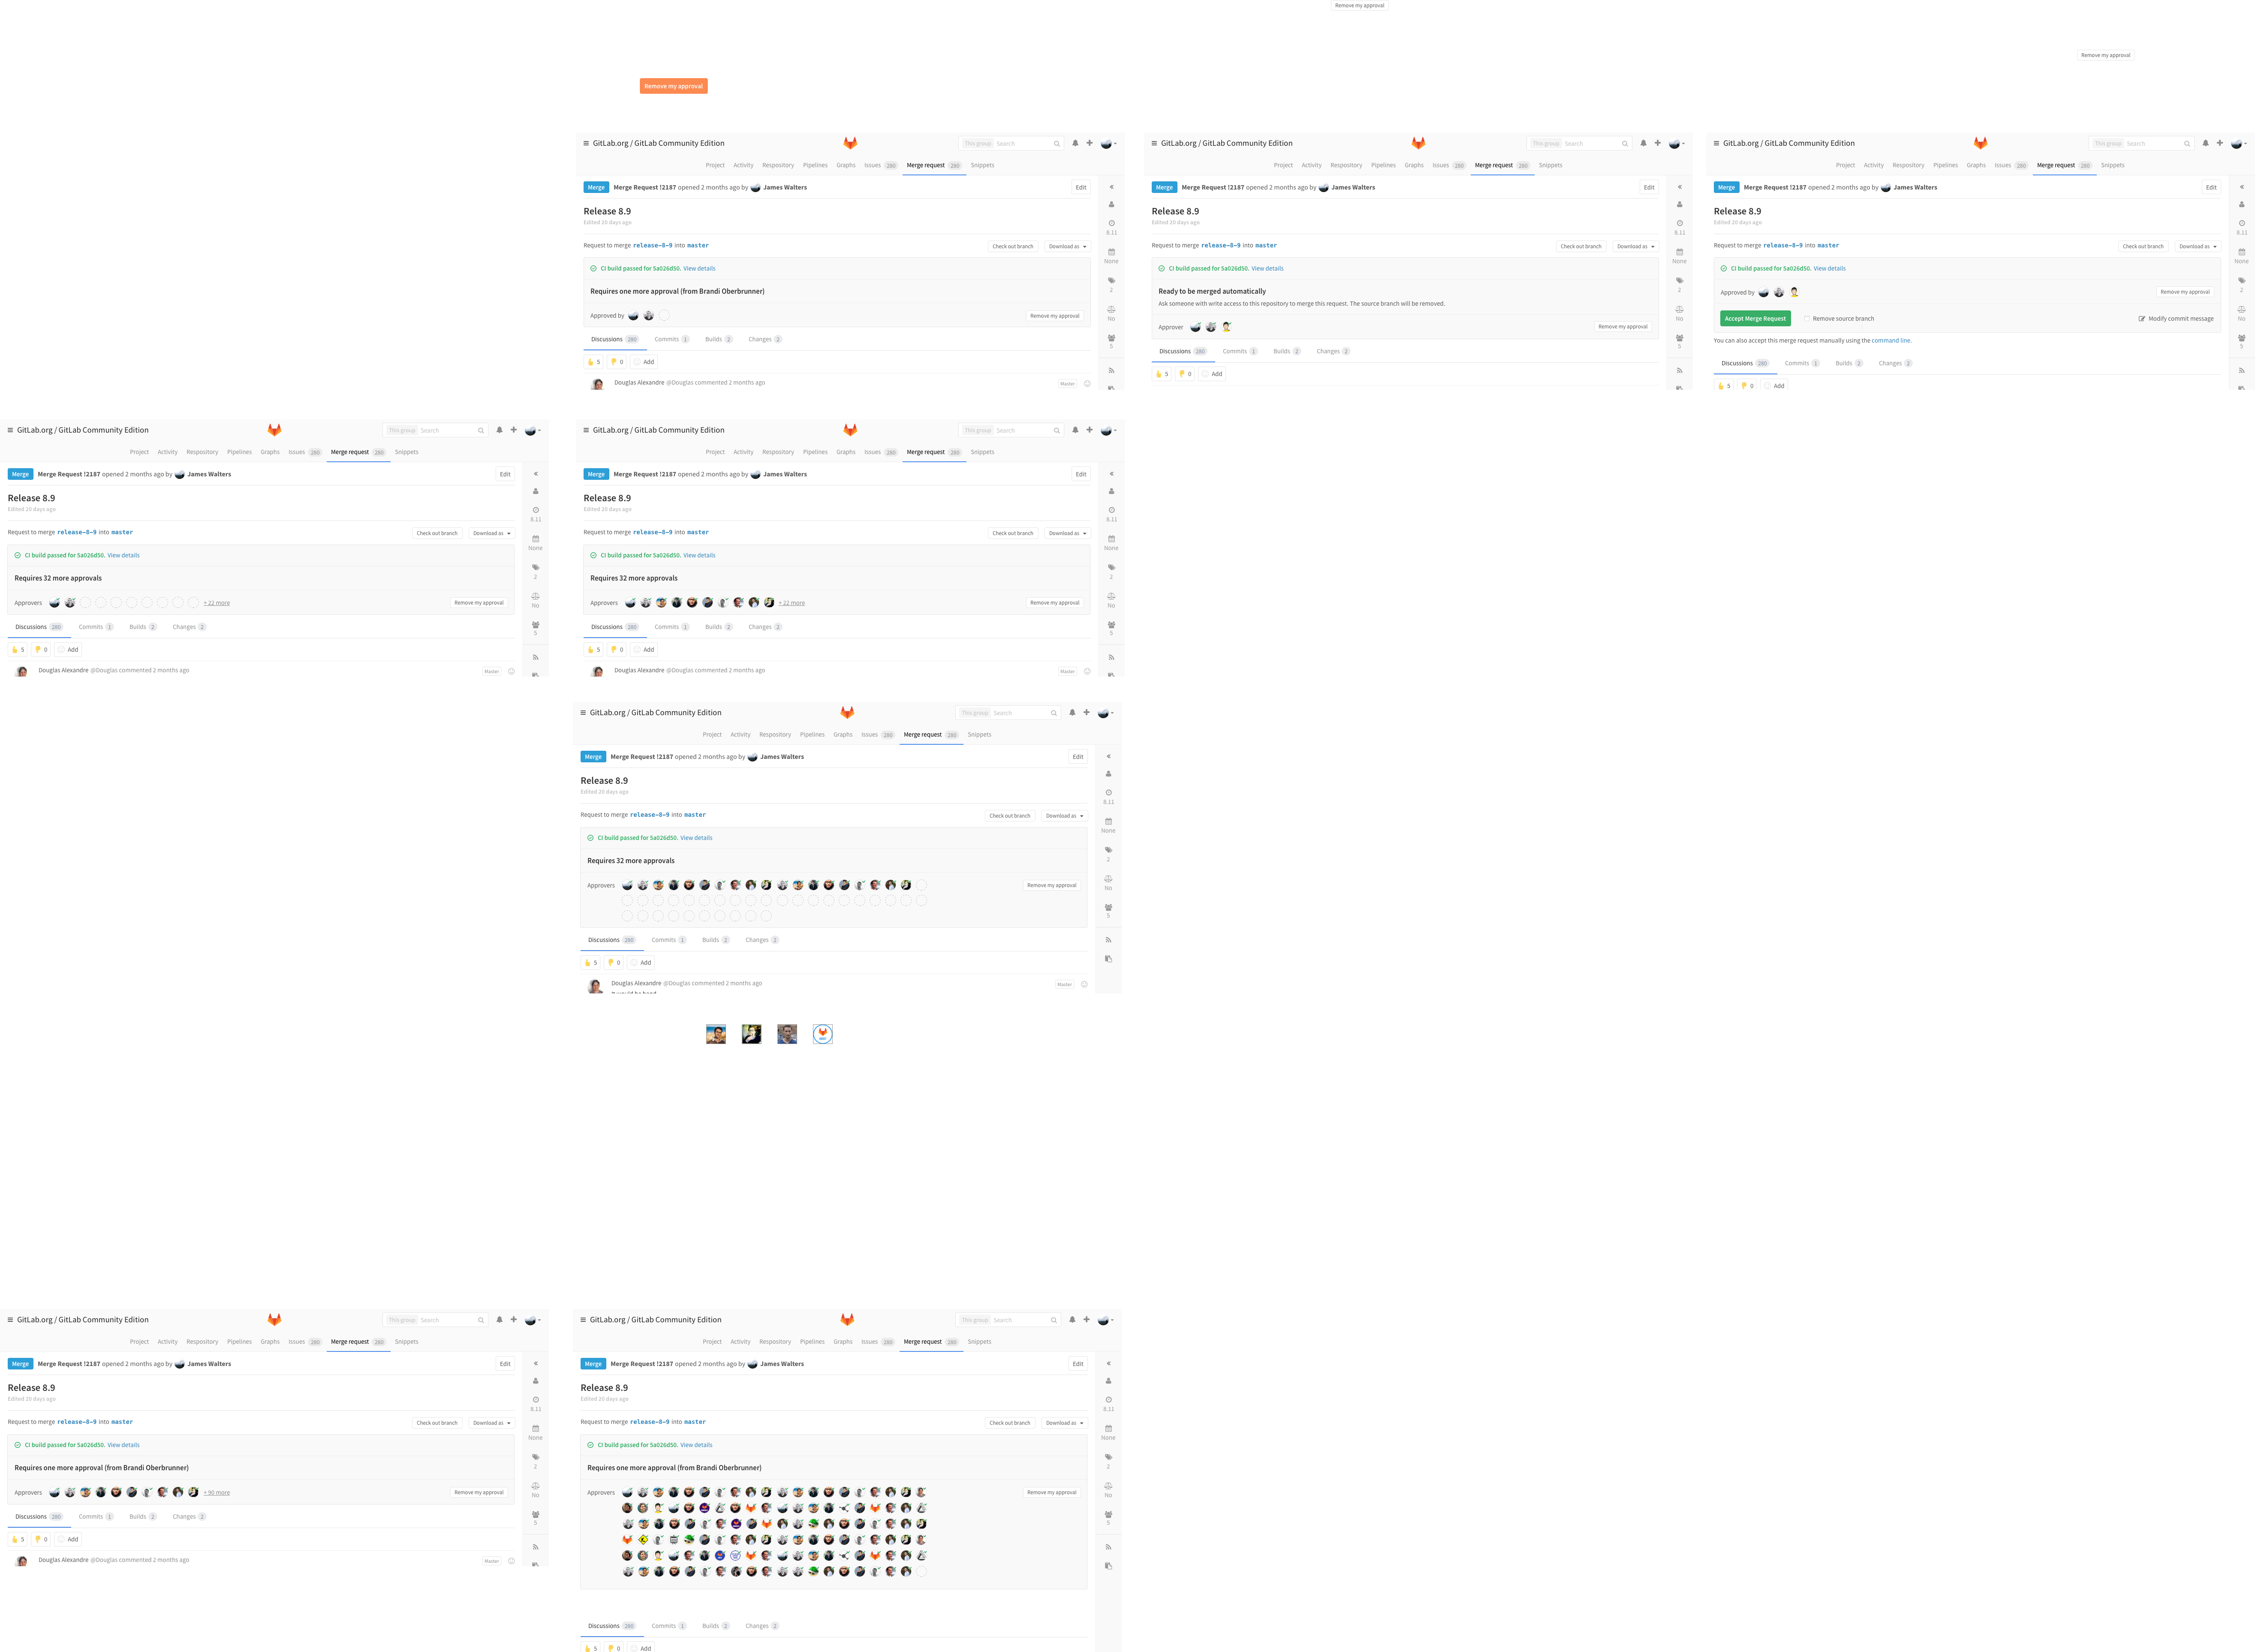 Remove my approval
Remove my approval
Remove my approval
GitLab.org / GitLab Community Edition
This group Search
Project Activity Respository Pipelines Graphs Issues 280 Merge request 280 Snippets
Merge Merge Request !2187 opened 2 months ago by James Walters Edit
Release 8.9
Edited 20 days ago
8.11
Request to merge release-8-9 into master Check out branch Download as
None
CI build passed for 5a026d50. View details
2
Requires one more approval (from Brandi Oberbrunner)
No
Approved by Remove my approval
Discussions 280 Commits 1 Builds 2 Changes 2
5
5 0 Add
Douglas Alexandre @Douglas commented 2 months ago Master
GitLab.org / GitLab Community Edition
This group Search
Project Activity Respository Pipelines Graphs Issues 280 Merge request 280 Snippets
Merge Merge Request !2187 opened 2 months ago by James Walters Edit
Release 8.9
Edited 20 days ago
8.11
Request to merge release-8-9 into master Check out branch Download as
None
CI build passed for 5a026d50. View details
2
Ready to be merged automatically
Ask someone with write access to this repository to merge this request. The source branch will be removed.
No
Approver Remove my approval
5
Discussions 280 Commits 1 Builds 2 Changes 2
5 0 Add
GitLab.org / GitLab Community Edition
This group Search
Project Activity Respository Pipelines Graphs Issues 280 Merge request 280 Snippets
Merge Merge Request !2187 opened 2 months ago by James Walters Edit
Release 8.9
Edited 20 days ago
8.11
Request to merge release-8-9 into master Check out branch Download as
None
CI build passed for 5a026d50. View details
2
Approved by Remove my approval
No
Accept Merge Request Remove source branch Modify commit message
You can also accept this merge request manually using the command line.
5
Discussions 280 Commits 1 Builds 2 Changes 2
5 0 Add
GitLab.org / GitLab Community Edition
This group Search
Project Activity Respository Pipelines Graphs Issues 280 Merge request 280 Snippets
Merge Merge Request !2187 opened 2 months ago by James Walters Edit
Release 8.9
Edited 20 days ago
8.11
Request to merge release-8-9 into master Check out branch Download as
None
CI build passed for 5a026d50. View details
2
Requires 32 more approvals
No
Approvers + 22 more Remove my approval
Discussions 280 Commits 1 Builds 2 Changes 2
5
5 0 Add
Douglas Alexandre @Douglas commented 2 months ago Master
GitLab.org / GitLab Community Edition
This group Search
Project Activity Respository Pipelines Graphs Issues 280 Merge request 280 Snippets
Merge Merge Request !2187 opened 2 months ago by James Walters Edit
Release 8.9
Edited 20 days ago
8.11
Request to merge release-8-9 into master Check out branch Download as
None
CI build passed for 5a026d50. View details
2
Requires 32 more approvals
No
Approvers + 22 more Remove my approval
Discussions 280 Commits 1 Builds 2 Changes 2
5
5 0 Add
Douglas Alexandre @Douglas commented 2 months ago Master
GitLab.org / GitLab Community Edition
This group Search
Project Activity Respository Pipelines Graphs Issues 280 Merge request 280 Snippets
Merge Merge Request !2187 opened 2 months ago by James Walters Edit
Release 8.9
Edited 20 days ago
8.11
Request to merge release-8-9 into master Check out branch Download as
None
CI build passed for 5a026d50. View details
2
Requires 32 more approvals
No
Approvers Remove my approval
5
Discussions 280 Commits 1 Builds 2 Changes 2
5 0 Add
Douglas Alexandre @Douglas commented 2 months ago Master
GitLab.org / GitLab Community Edition
This group Search
Project Activity Respository Pipelines Graphs Issues 280 Merge request 280 Snippets
Merge Merge Request !2187 opened 2 months ago by James Walters Edit
Release 8.9
Edited 20 days ago
8.11
Request to merge release-8-9 into master Check out branch Download as
None
CI build passed for 5a026d50. View details
2
Requires one more approval (from Brandi Oberbrunner)
No
Approvers + 90 more Remove my approval
Discussions 280 Commits 1 Builds 2 Changes 2
5
5 0 Add
Douglas Alexandre @Douglas commented 2 months ago Master
GitLab.org / GitLab Community Edition
This group Search
Project Activity Respository Pipelines Graphs Issues 280 Merge request 280 Snippets
Merge Merge Request !2187 opened 2 months ago by James Walters Edit
Release 8.9
Edited 20 days ago
8.11
Request to merge release-8-9 into master Check out branch Download as
None
CI build passed for 5a026d50. View details
2
Requires one more approval (from Brandi Oberbrunner)
No
Approvers Remove my approval
5
Discussions 280 Commits 1 Builds 2 Changes 2
5 0 Add